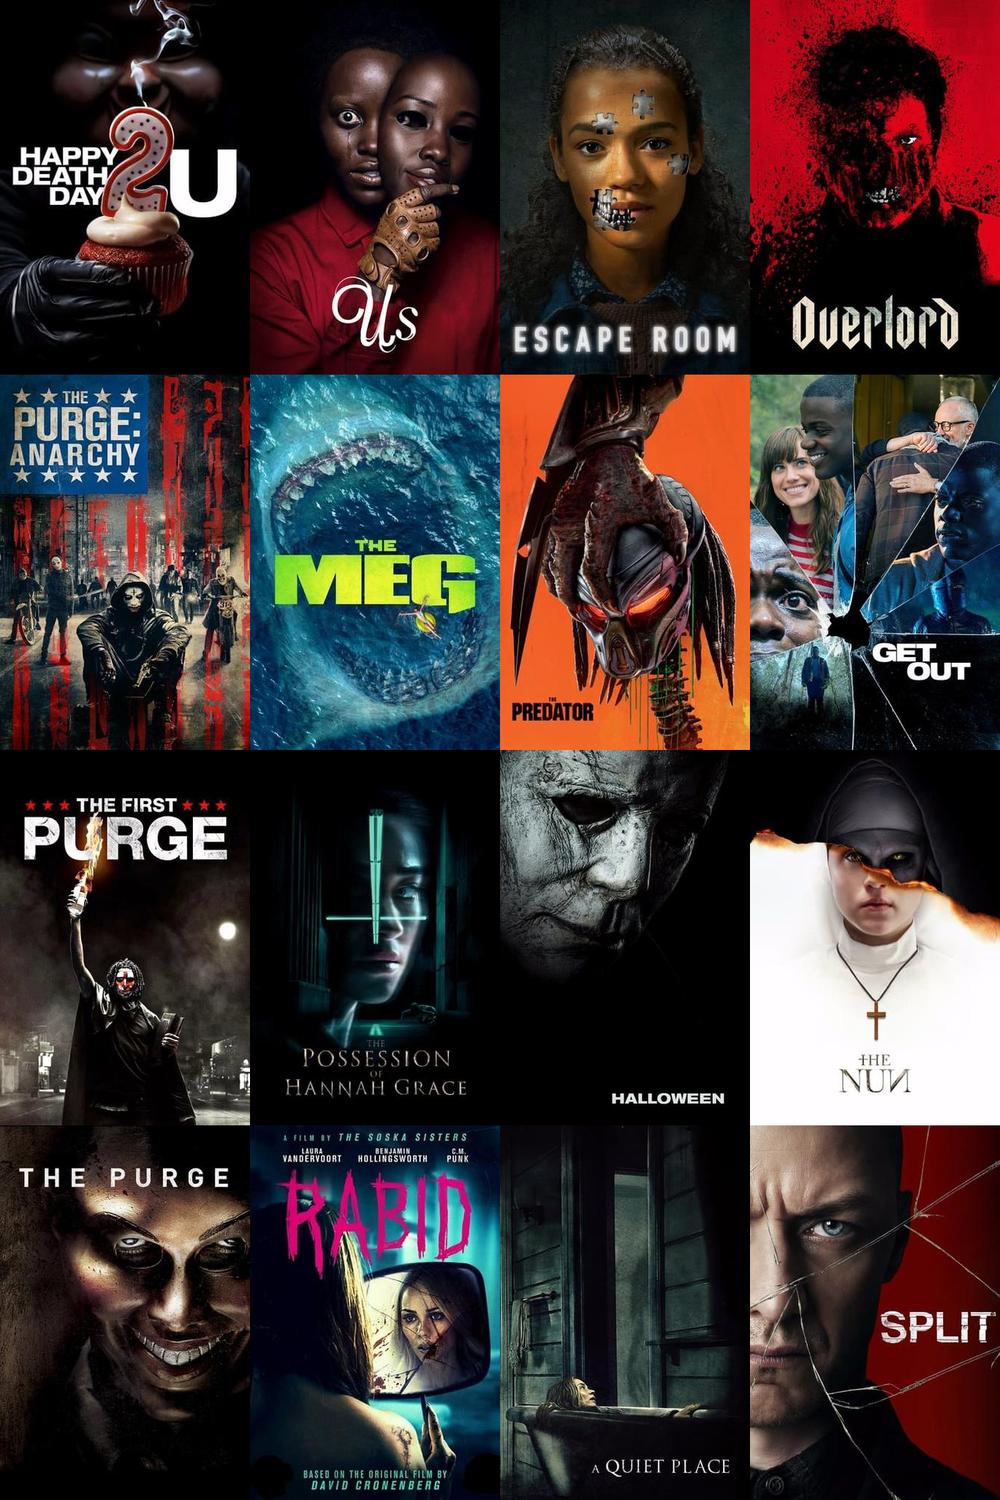 HAPPY
DEATH
DAY
2U
Us
ESCAPE ROOM
Overlord
THE
PURGE:
ANARCHY
THE
MEG
THE
PREDATOR
GET
OUT
THE FIRST
PURGE
THE
POSSESSION
OF
HANNAH GRACE
HALLOWEEN
THE
NUN
THE PURGE
A FILM BY THE SOSKA SISTERS
LAURA
VANDERVOORT
BENJAMIN
HOLLINGSWORTH
C.M.
PUNK
RABID
BASED ON THE ORIGINAL FILM BY
DAVID CRONENBERG
A QUIET PLACE
SPLIT